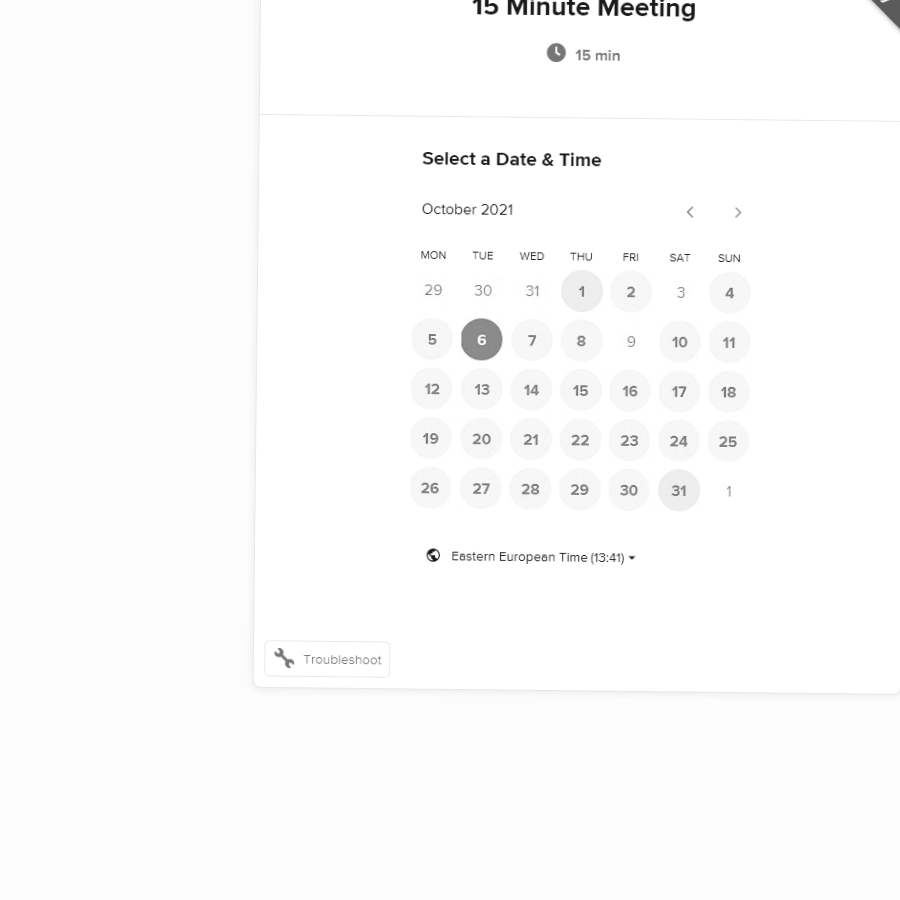 15 Minute Meeting
15 min
Select a Date & Time
October 2021
MON TUE WED THU FRI SAT SUN
29 30 31 1 2 3 4
5 6 7 8 9 10 11
12 13 14 15 16 17 18
19 20 21 22 23 24 25
26 27 28 29 30 31 1
Eastern European Time (13:41)
Troubleshoot